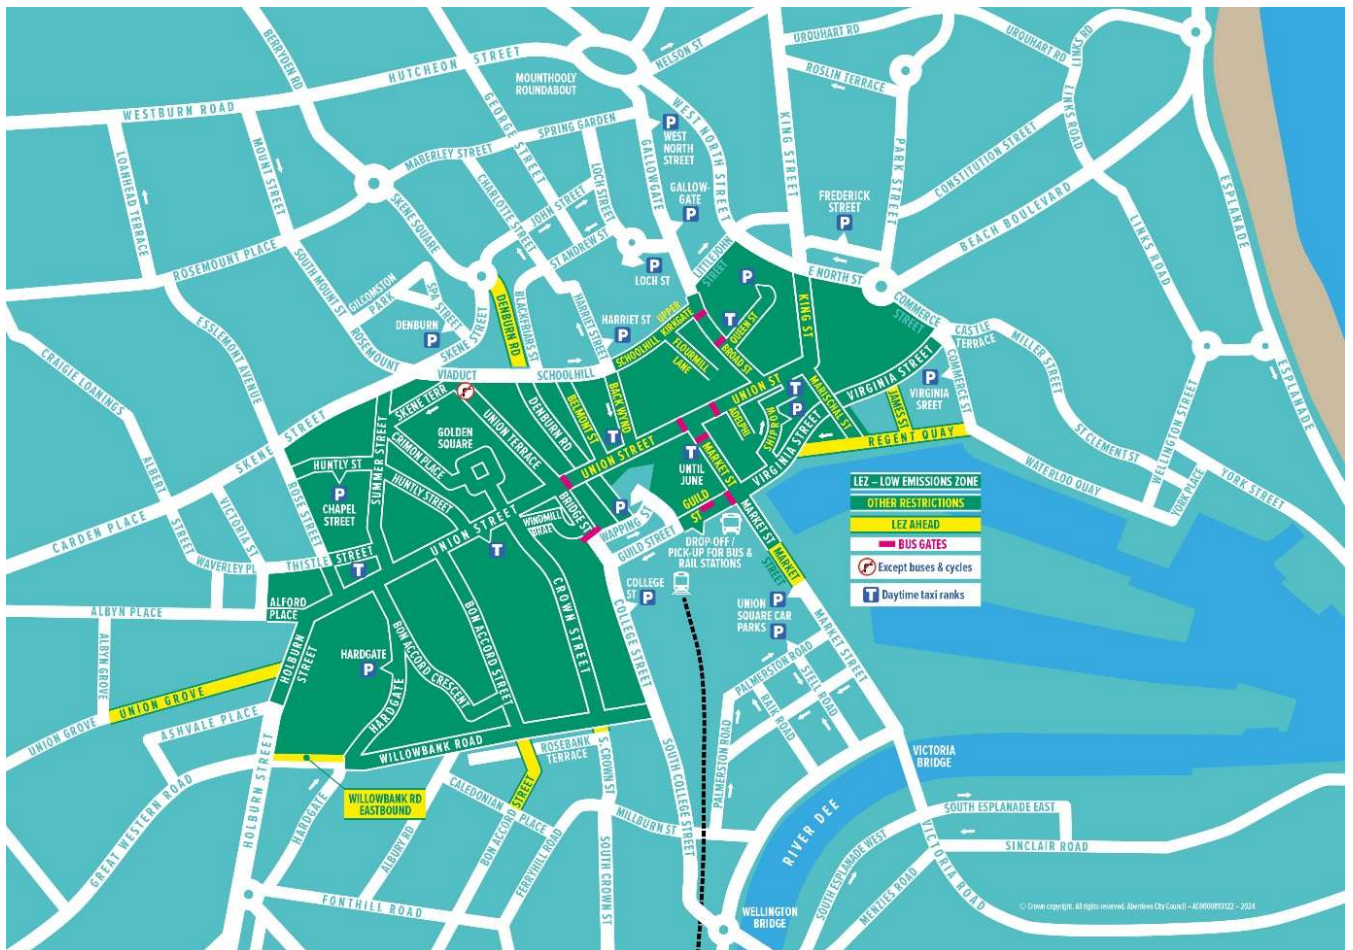 BERRYDEN RD
HUTCHEON STREET
WESTBURN ROAD
MOUNTHOOLY
ROUNDABOUT
NELSON ST
URQUHART RD
ROSLIN TERRACE
URQUHART RD
LINKS RD
LINKS ROAD
GEORGE STREET
SPRING GARDEN
MABERLEY STREET
LOANHEAD TERRACE
MOUNT STREET
WEST NORTH STREET
P
WEST
NORTH
STREET
GALLOWGATE
KING STREET
PARK STREET
CONSTITUTION STREET
ESPLANADE
LOCH STREET
CHARLOTTE STREET
JOHN STREET
SKENE SQUARE
GALLOW-
GATE
P
FREDERICK
STREET
P
BEACH BOULEVARD
LINKS ROAD
ROSEMOUNT PLACE
ST ANDREW ST
LITTLEJOHN
STREET
E NORTH ST
SOUTH MOUNT ST
GILCOMSTON
PARK
SPA
STREET
DENBURN RD
BLACKFRIARS ST
P
LOCH ST
P
COMMERCE
STREET
ESSLEMONT AVENUE
DENBURN
P
SKENE STREET
HARRIET STREET
HARRIET ST
P
UPPER
KIRKGATE
T
QUEEN ST
KING ST
CASTLE
TERRACE
MILLER STREET
ROSEMOUNT
VIADUCT
SCHOOLHILL
SCHOOLHILL
FLOURMILL
LANE
BROAD ST
VIRGINIA STREET
COMMERCE ST
P
VIRGINIA
SREET
ESPLANADE
CRAIGIE LOANINGS
SKENE TERR
UNION TERRACE
DENBURN RD
BELMONT ST
BACK WYND
UNION ST
T
P
MARISCHAL ST
JAMES ST
WELLINGTON STREET
SKENE STREET
SUMMER STREET
CRIMON PLACE
GOLDEN
SQUARE
T
UNION STREET
ADELPHI
SHIPROW
REGENT QUAY
ST CLEMENT ST
HUNTLY ST
HUNTLY STREET
T
UNTIL
JUNE
MARKET ST
VIRGINIA STREET
WATERLOO QUAY
YORK PLACE
YORK STREET
ALBERT
STREET
VICTORIA ST
ROSE STREET
P
CHAPEL
STREET
BRIDGE ST
P
GUILD
ST
LEZ – LOW EMISSIONS ZONE
OTHER RESTRICTIONS
LEZ AHEAD
BUS GATES
Except buses & cycles
T Daytime taxi ranks
CARDEN PLACE
UNION STREET
WINDMILL
BRAE
WAPPING ST
GUILD STREET
MARKET ST
DROP-OFF /
PICK-UP FOR BUS &
RAIL STATIONS
MARKET
STREET
WAVERLEY PL
THISTLE STREET
T
T
ALBYN PLACE
ALFORD
PLACE
CROWN STREET
COLLEGE
ST P
UNION P
SQUARE CAR
PARKS P
COLLEGE STREET
HOLBURN
STREET
BON ACCORD STREET
BON ACCORD CRESCENT
HARDGATE
P
HARDGATE
ALBYN GROVE
UNION GROVE
UNION GROVE
ASHVALE PLACE
MARKET STREET
PALMERSTON ROAD
STELL ROAD
RAIK ROAD
PALMERSTON ROAD
WILLOWBANK ROAD
ROSEBANK
TERRACE
S. CROWN ST
VICTORIA
BRIDGE
WILLOWBANK RD
EASTBOUND
HOLBURN STREET
GREAT WESTERN ROAD
HARDGATE
ALBURY RD
CALEDONIAN
PLACE
BON ACCORD
STREET
FERRYHILL ROAD
MILLBURN ST
SOUTH COLLEGE STREET
SOUTH CROWN ST
FONTHILL ROAD
RIVER DEE
SOUTH ESPLANADE EAST
SINCLAIR ROAD
SOUTH ESPLANADE WEST
MENZIES ROAD
VICTORIA ROAD
WELLINGTON
BRIDGE
© Crown copyright. All rights reserved. Aberdeen City Council – AC0000813122 – 2024